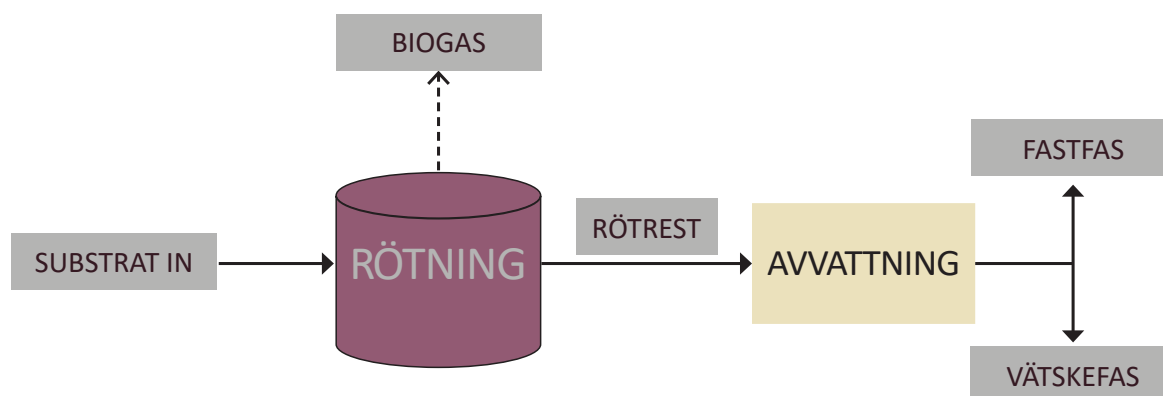 BIOGAS
FASTFAS
RÖTREST
SUBSTRAT IN
RÖTNING
AVVATTNING
VÄTSKEFAS